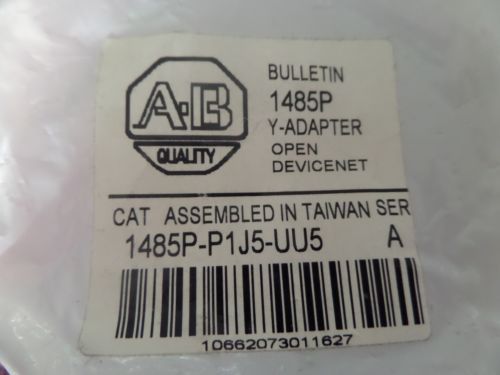 A-B
QUALITY
BULLETIN
1485P
Y-ADAPTER
OPEN
DEVICENET
CAT ASSEMBLED IN TAIWAN SER
1485P-P1J5-UU5 A
10662073011627